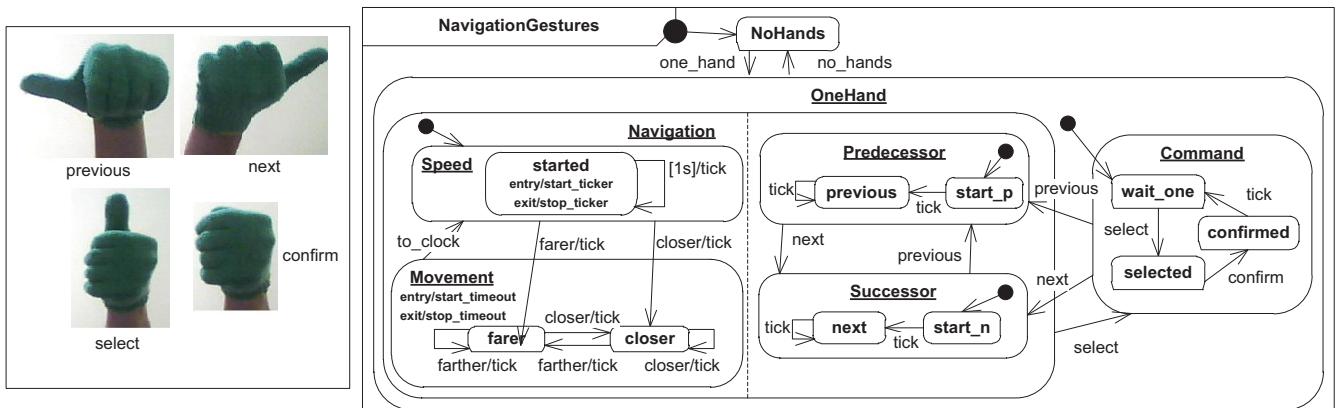 previous
next
select
confirm
NavigationGestures
NoHands
one_hand
no_hands
OneHand
Navigation
Speed
started
entry/start_ticker
exit/stop_ticker
[1s]/tick
to_clock
farer/tick
closer/tick
Movement
entry/start_timeout
exit/stop_timeout
closer/tick
farer
closer
farther/tick
farther/tick
closer/tick
Predecessor
tick
previous
start_p
tick
next
previous
Successor
tick
next
start_n
tick
previous
next
select
Command
wait_one
tick
select
confirmed
selected
confirm